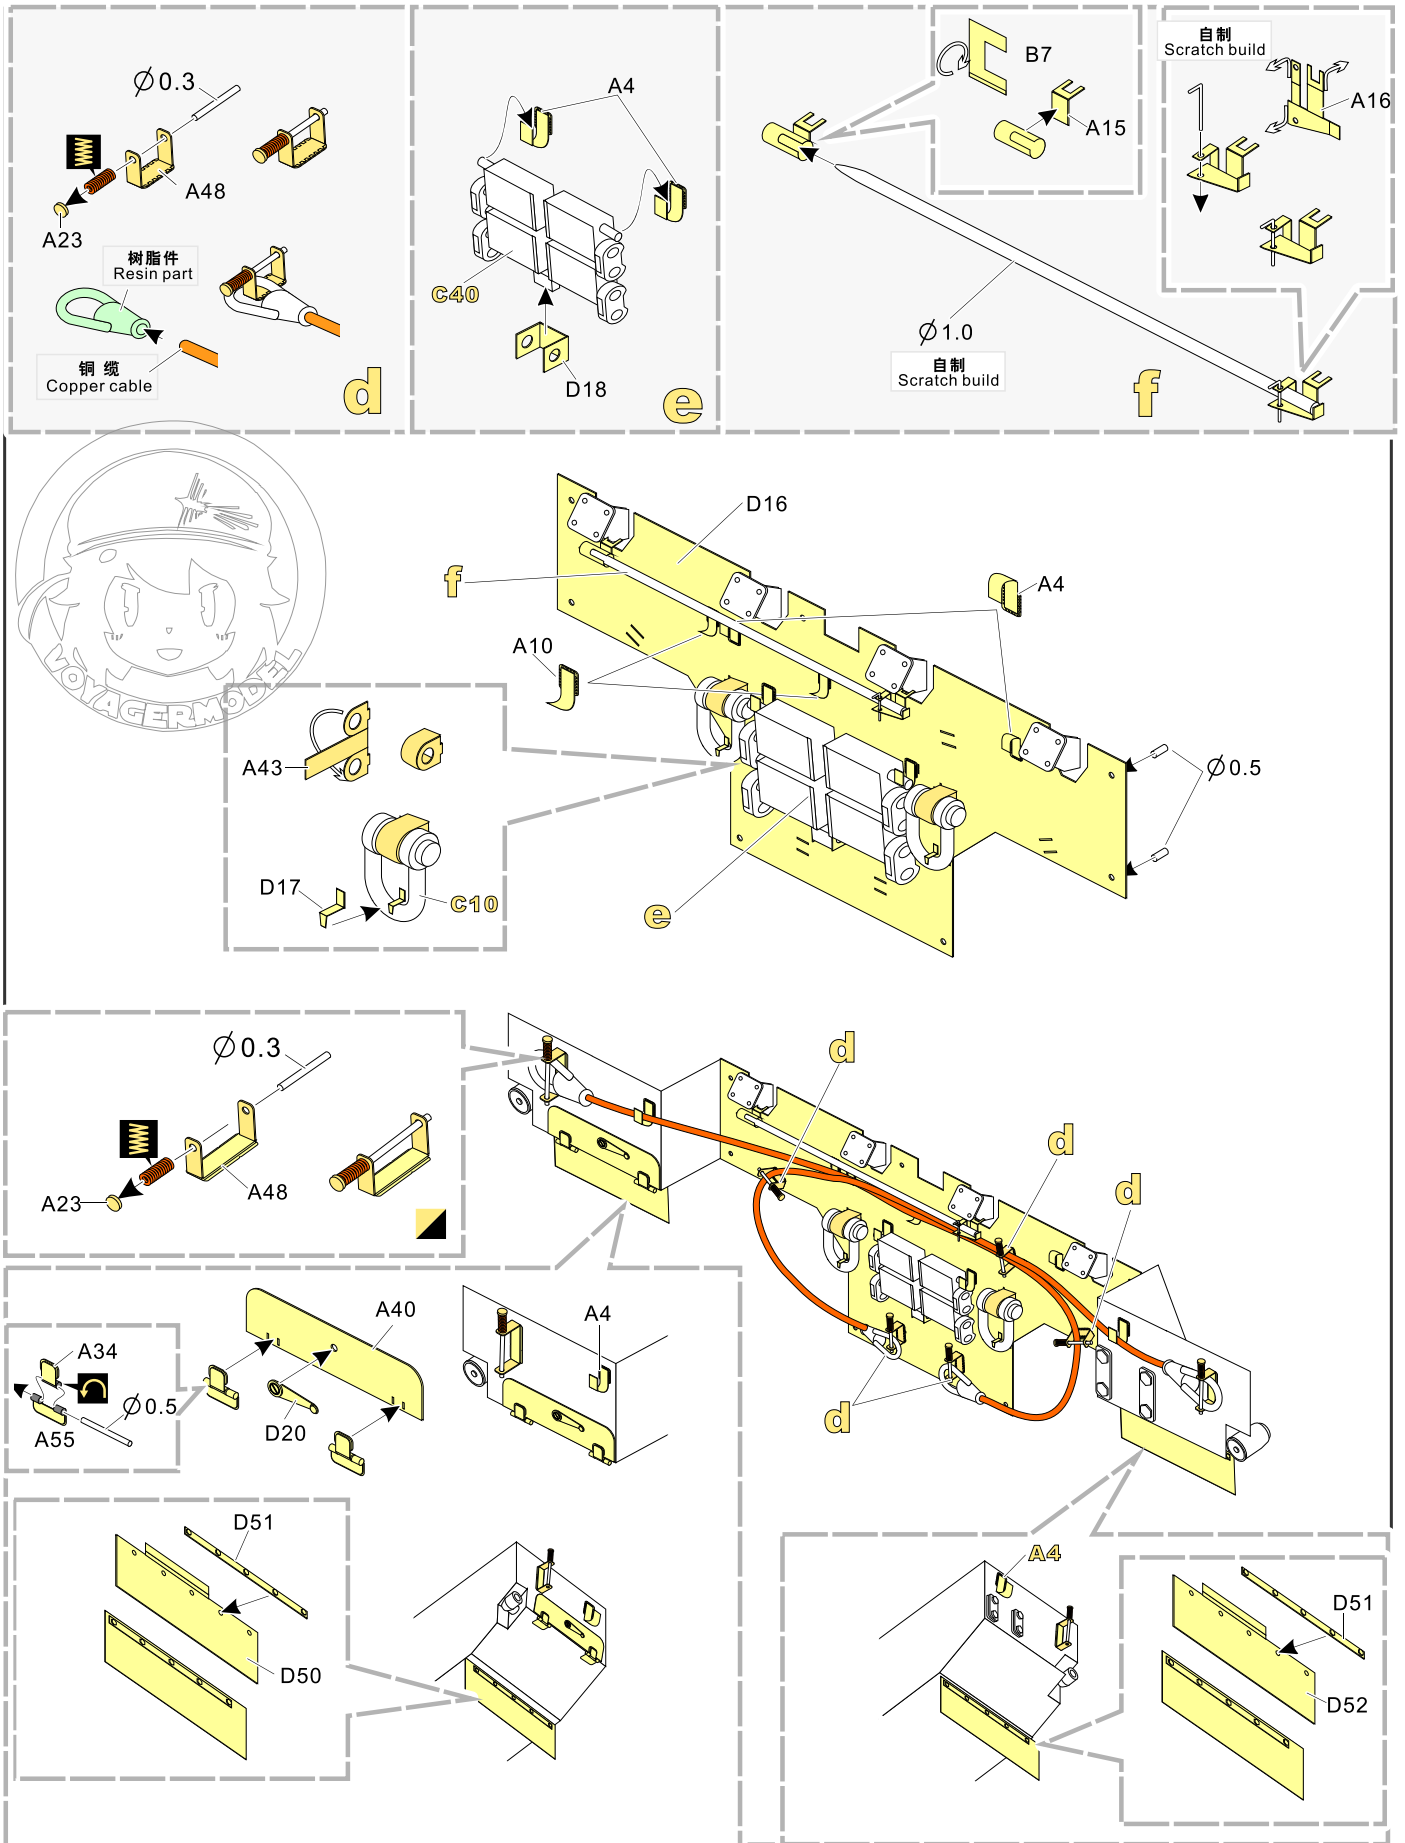 Ø0.3
A48
A23
树脂件
Resin part
铜 缆
Copper cable
d
A4
C40
D18
e
B7
A15
自制
Scratch build
A16
Ø1.0
自制
Scratch build
f
VOYAGERMODEL
D16
f
A4
A10
A43
D17
C10
Ø0.5
e
Ø0.3
A48
A23
d
d
d
d
A34
A55
Ø0.5
A40
D20
A4
D51
D50
A4
D51
D52